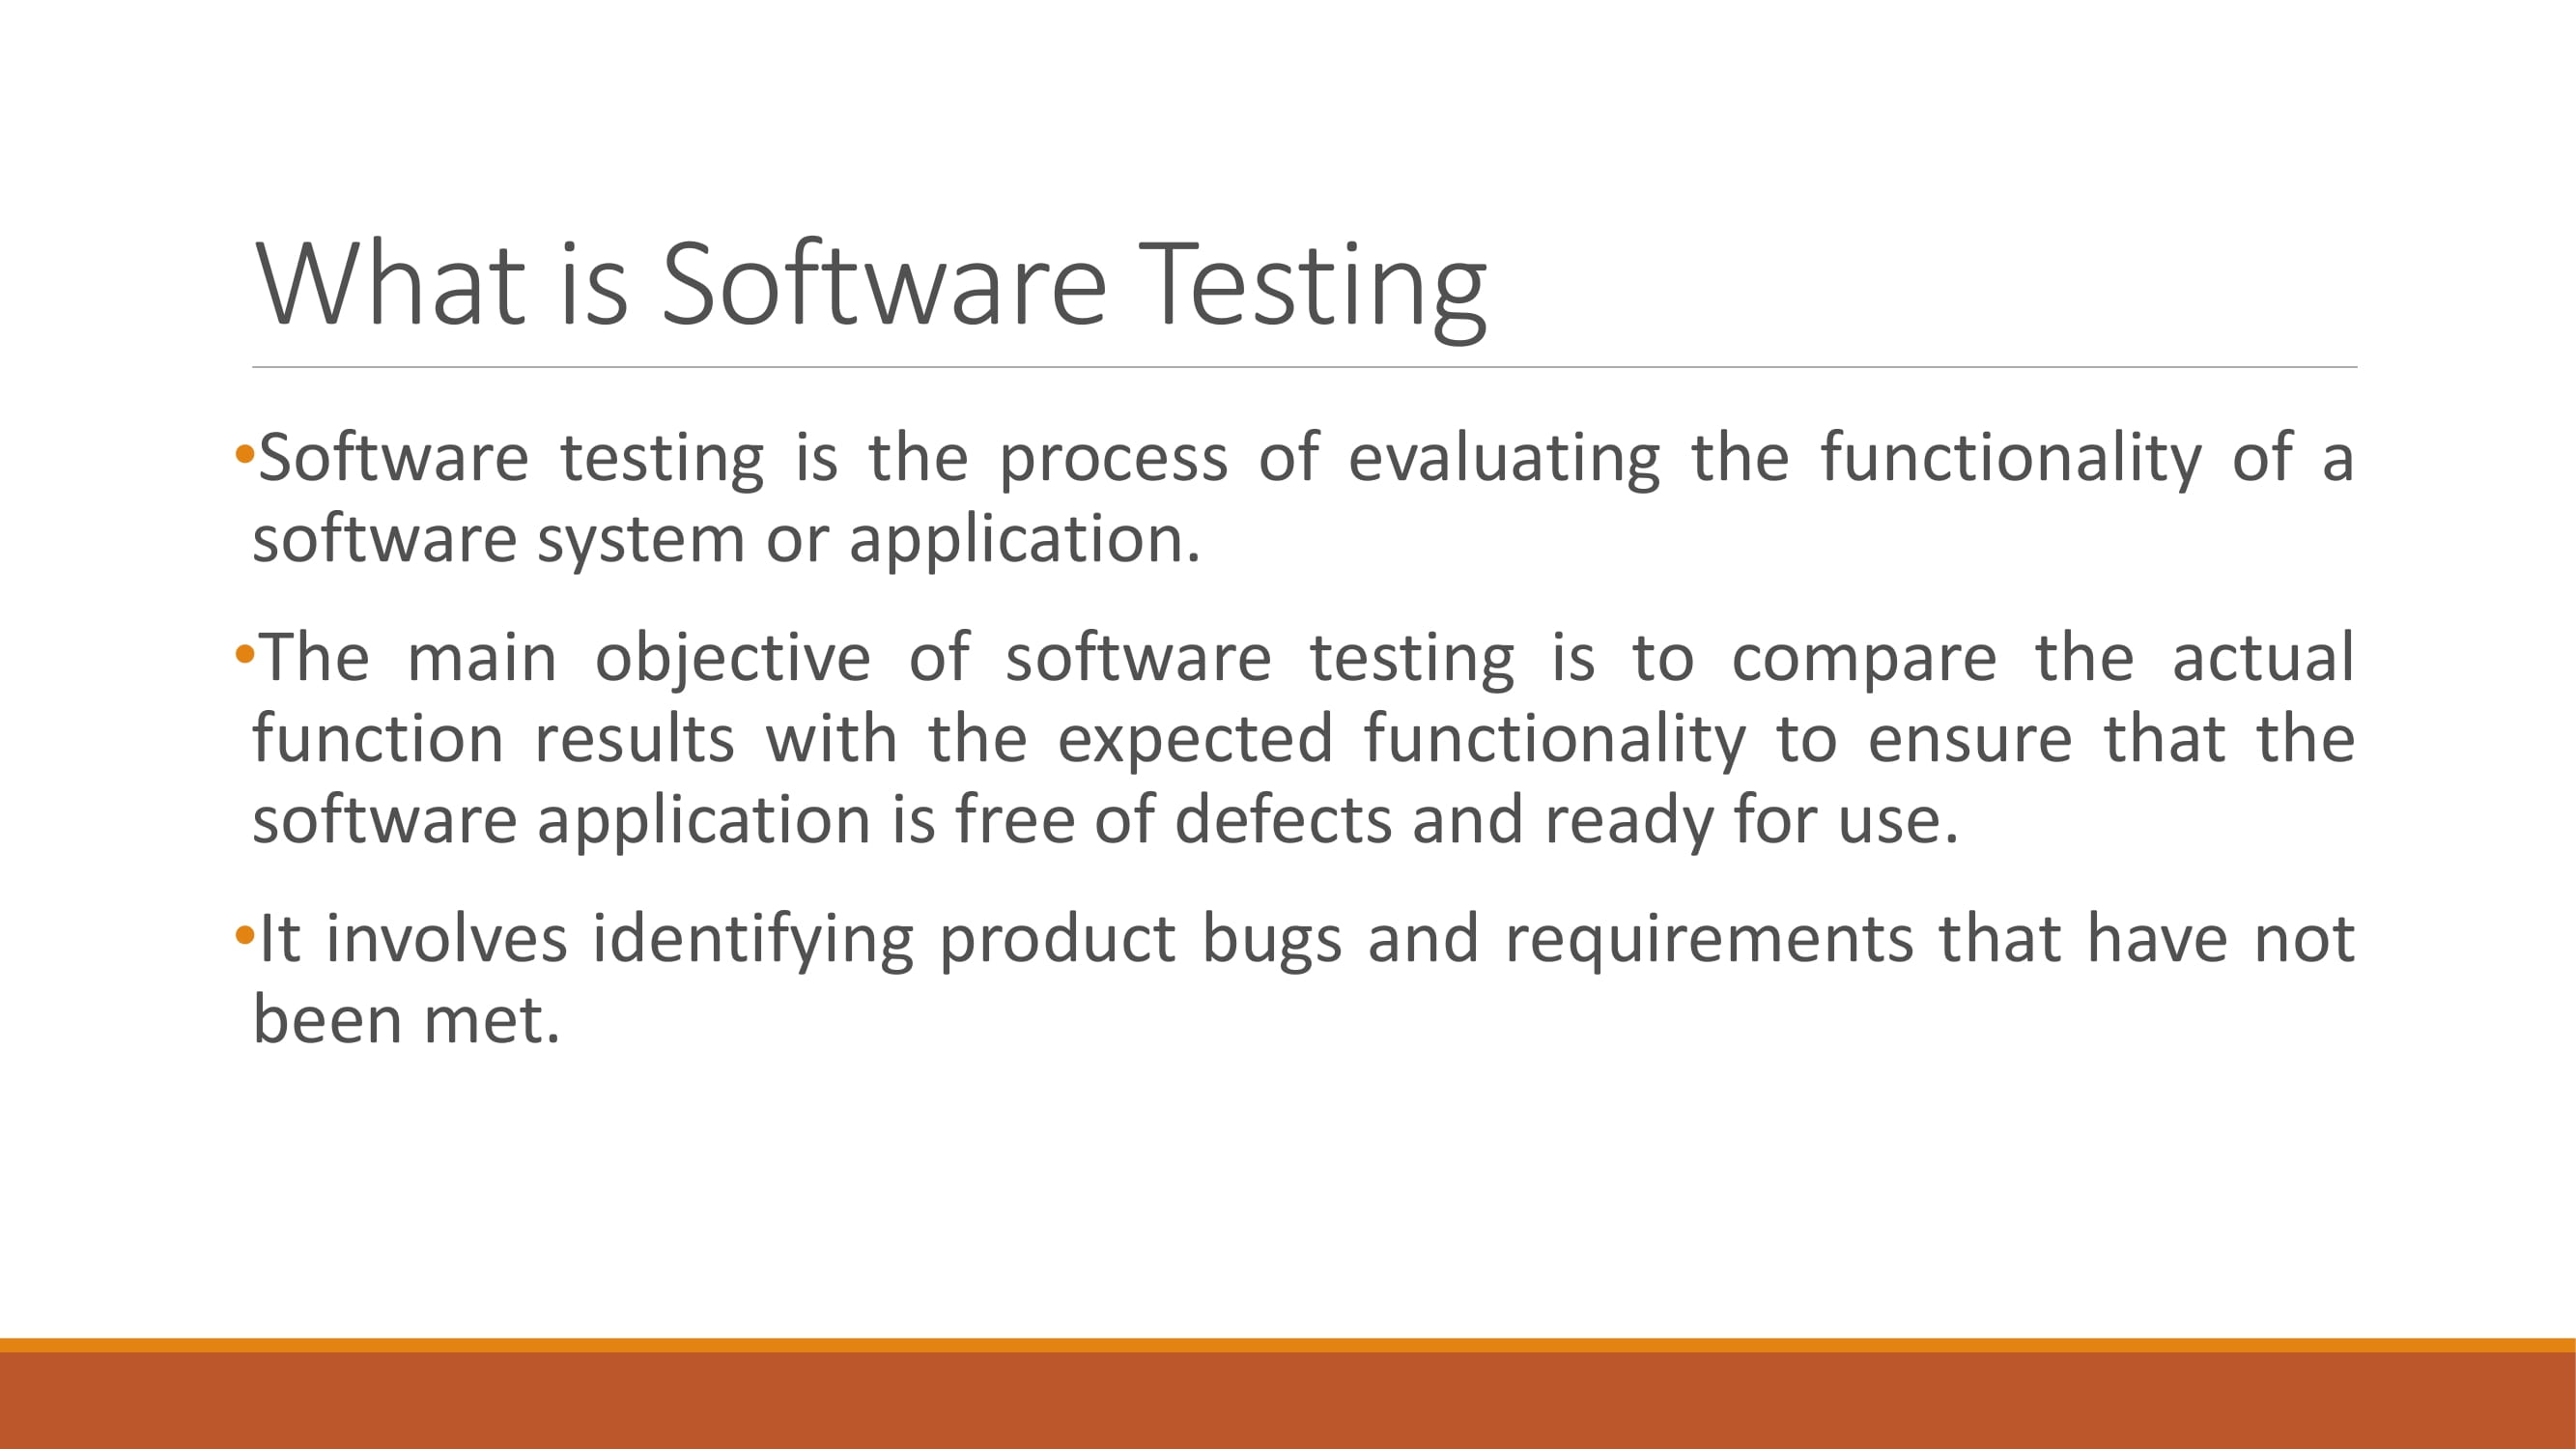 What is Software Testing
•Software testing is the process of evaluating the functionality of a
software system or application.
•The main objective of software testing is to compare the actual
function results with the expected functionality to ensure that the
software application is free of defects and ready for use.
•It involves identifying product bugs and requirements that have not
been met.